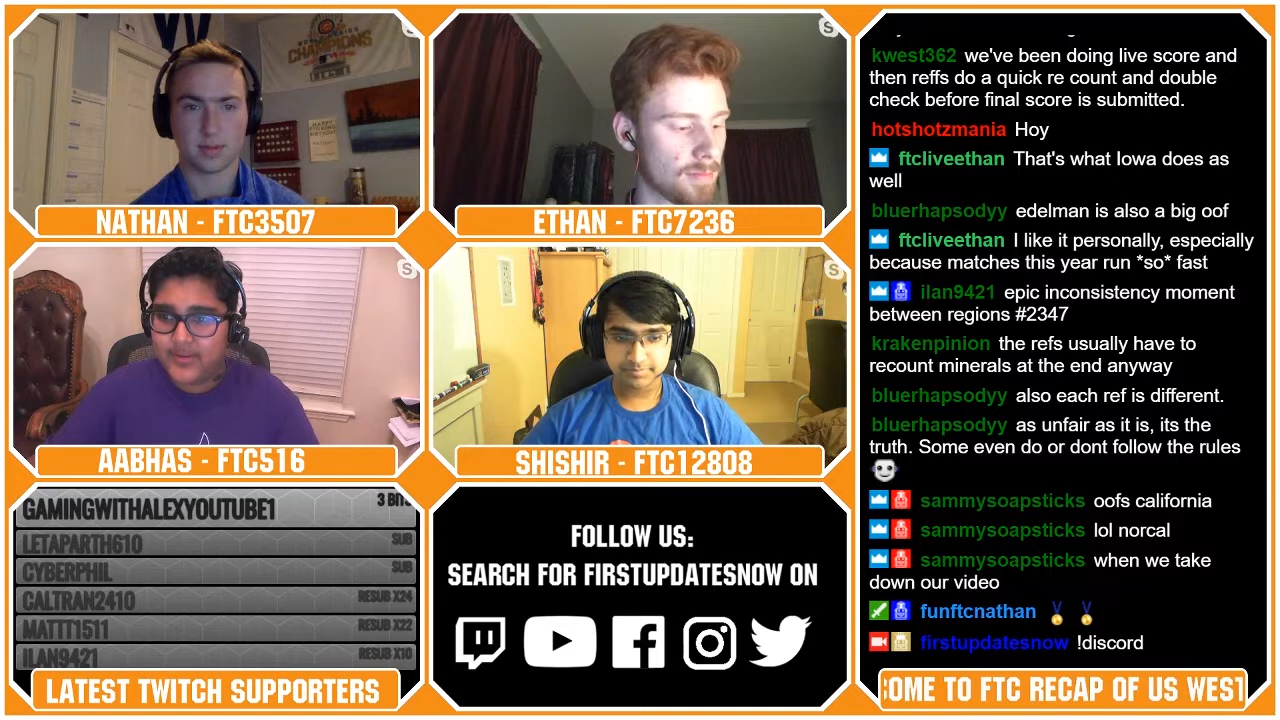 CHAMPIONS
NATHAN - FTC3507
ETHAN - FTC7236
AABHAS - FTC516
SHISHIR - FTC12808
GAMINGWITHALEXYOUTUBE1 3 BITS
LETAPARTH610 SUB
CYBERPHIL SUB
CALTRAN2410 RESUB X24
MATTT1511 RESUB X22
ILAN9421 RESUB X10
LATEST TWITCH SUPPORTERS
FOLLOW US:
SEARCH FOR FIRSTUPDATESNOW ON
kwest362 we've been doing live score and
then reffs do a quick re count and double
check before final score is submitted.
hotshotzmania Hoy
ftcliveethan That's what Iowa does as
well
bluerhapsodyy edelman is also a big oof
ftcliveethan I like it personally, especially
because matches this year run *so* fast
ilan9421 epic inconsistency moment
between regions #2347
krakenpinion the refs usually have to
recount minerals at the end anyway
bluerhapsodyy also each ref is different.
bluerhapsodyy as unfair as it is, its the
truth. Some even do or dont follow the rules
sammysoapsticks oofs california
sammysoapsticks lol norcal
sammysoapsticks when we take
down our video
funftcnathan
firstupdatesnow !discord
COME TO FTC RECAP OF US WEST